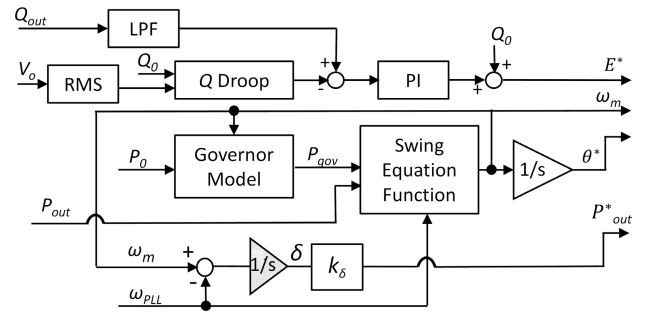 Q_out
LPF
Q_0
V_o
RMS
Q_0
Q Droop
+
-
PI
+
+
E*
ω_m
P_0
Governor
Model
P_gov
Swing
Equation
Function
1/s
θ*
P_out
P*_out
ω_m
+
-
1/s
δ
k_δ
ω_PLL